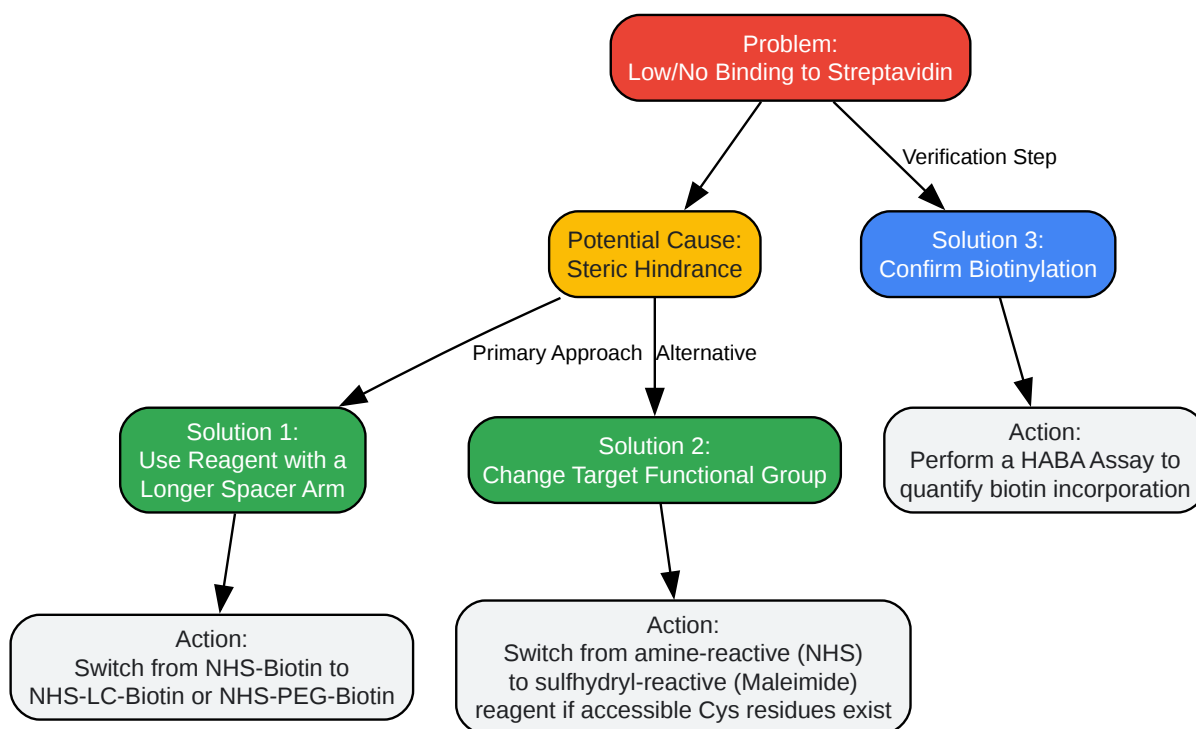 Problem:
Low/No Binding to Streptavidin
Verification Step
Potential Cause:
Steric Hindrance
Solution 3:
Confirm Biotinylation
Primary Approach
Alternative
Solution 1:
Use Reagent with a
Longer Spacer Arm
Solution 2:
Change Target Functional Group
Action:
Perform a HABA Assay to
quantify biotin incorporation
Action:
Switch from NHS-Biotin to
NHS-LC-Biotin or NHS-PEG-Biotin
Action:
Switch from amine-reactive (NHS)
to sulfhydryl-reactive (Maleimide)
reagent if accessible Cys residues exist